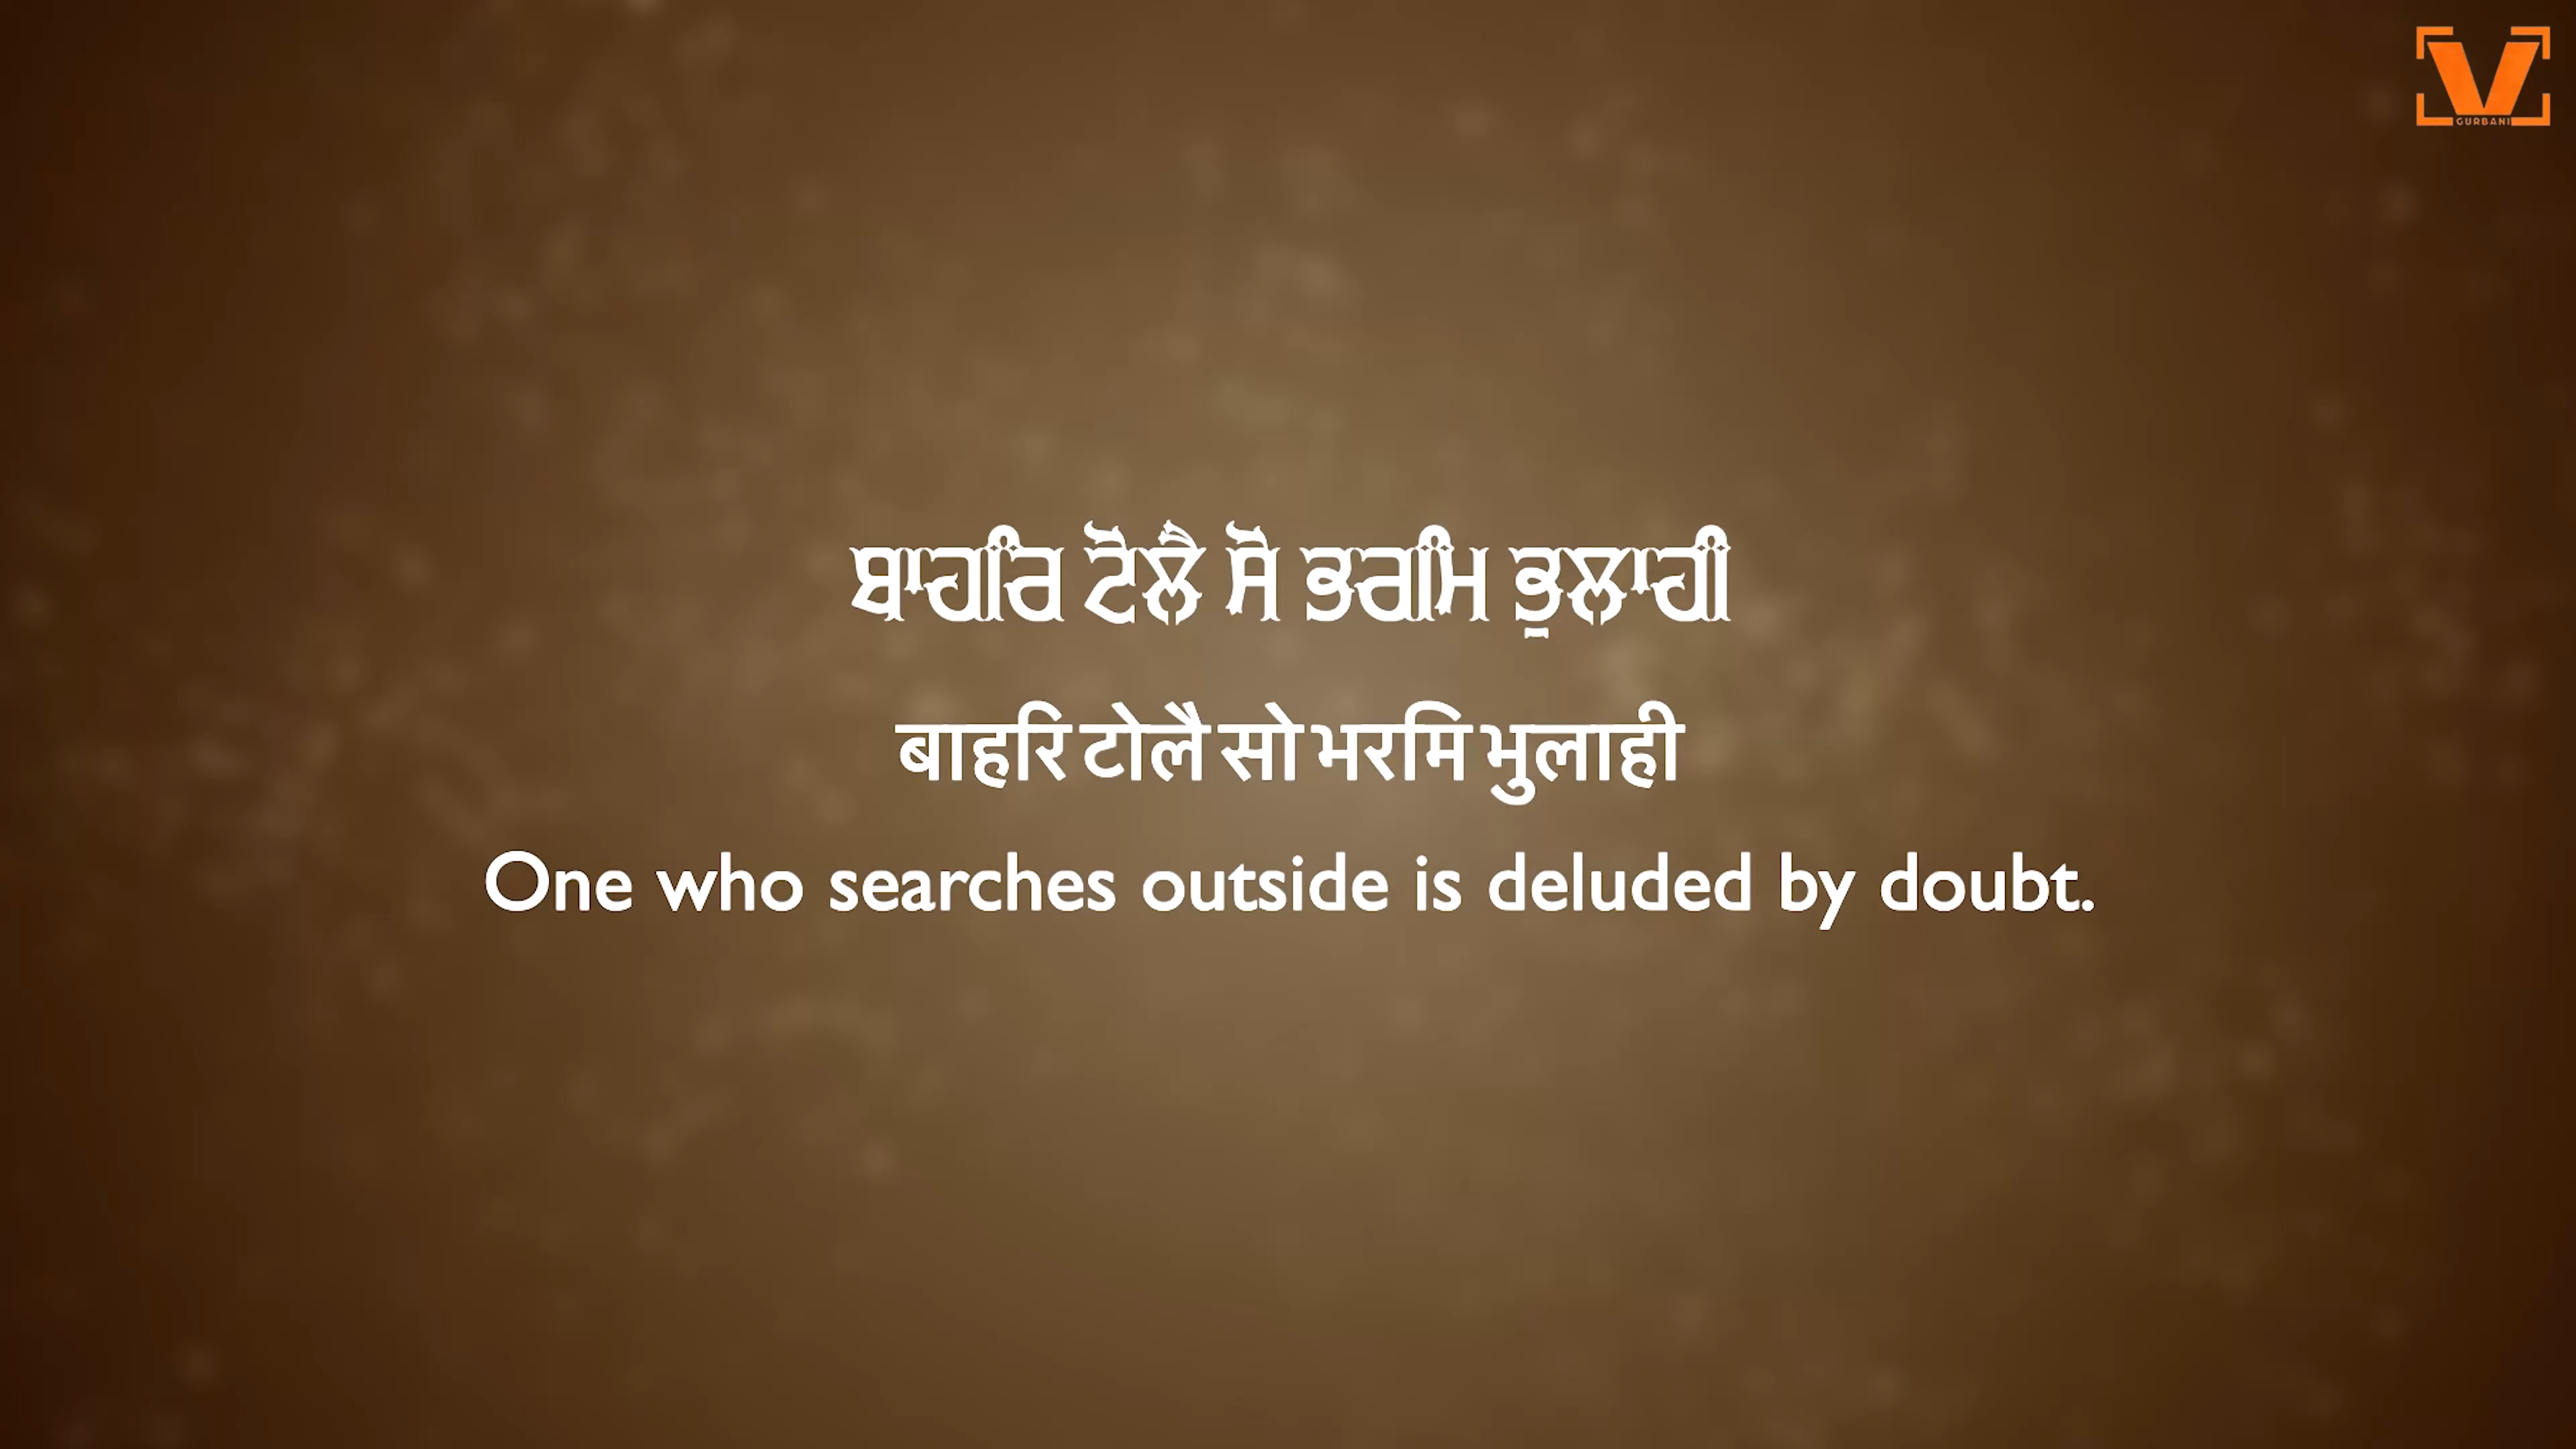 V
GURBANI
ਬਾਹਰਿ ਟੋਲੈ ਸੋ ਭਰਮਿ ਭੁਲਾਹੀ
बाहरि टोलै सो भरमि भुलाही
One who searches outside is deluded by doubt.